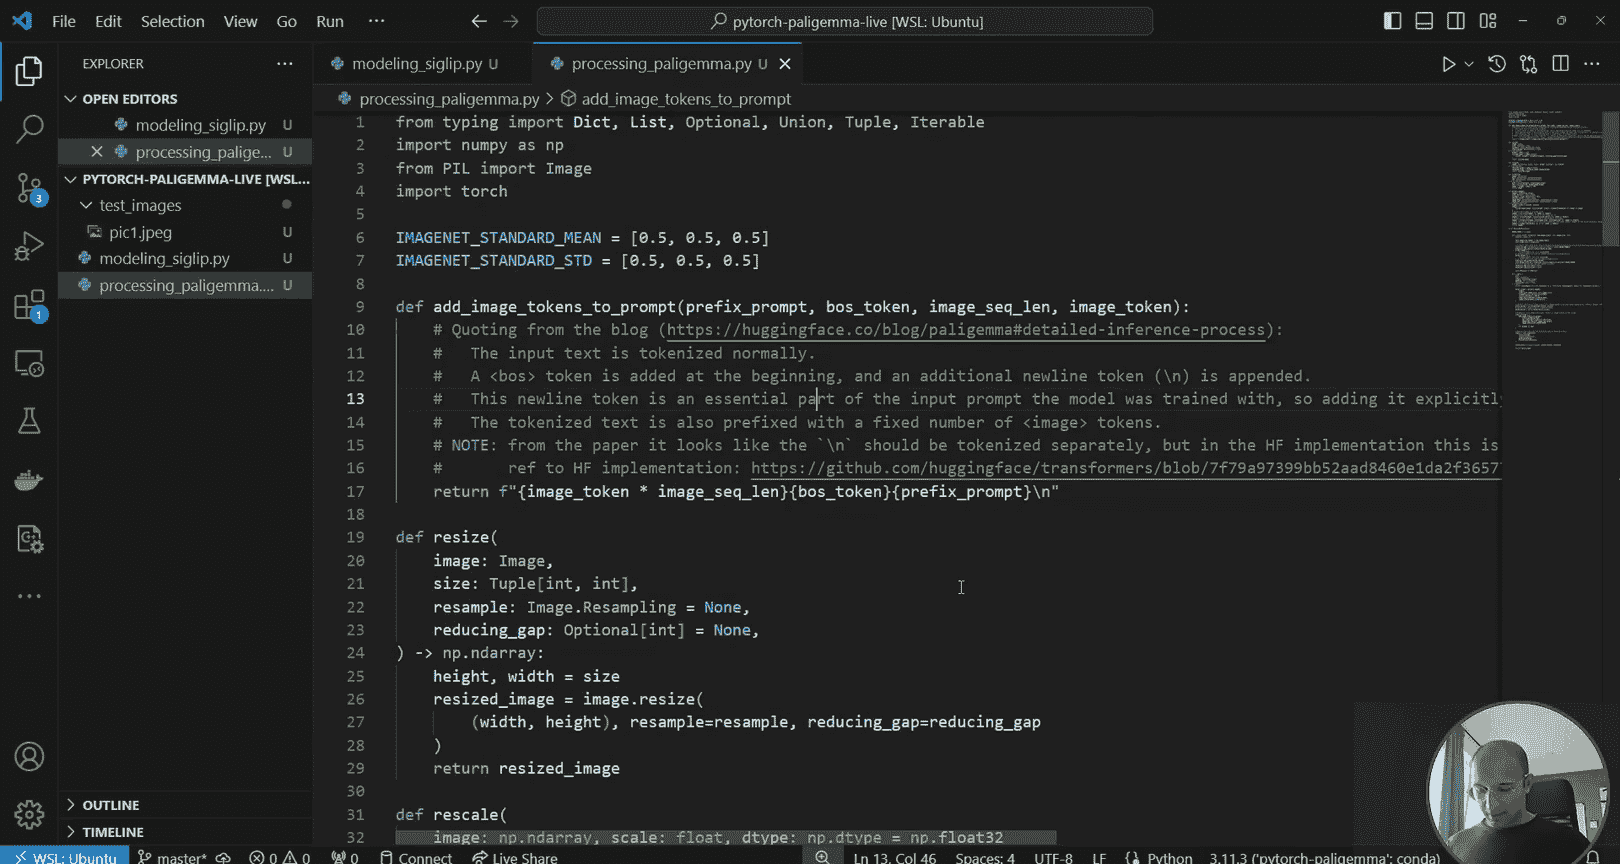 File Edit Selection View Go Run ···
pytorch-paligemma-live [WSL: Ubuntu]
EXPLORER
OPEN EDITORS
modeling_siglip.py U
processing_palige... U
PYTORCH-PALIGEMMA-LIVE [WSL...
test_images
pic1.jpeg U
modeling_siglip.py U
processing_paligemma.... U
3
1
OUTLINE
TIMELINE
modeling_siglip.py U
processing_paligemma.py U
processing_paligemma.py > add_image_tokens_to_prompt
1 from typing import Dict, List, Optional, Union, Tuple, Iterable
2 import numpy as np
3 from PIL import Image
4 import torch
5
6 IMAGENET_STANDARD_MEAN = [0.5, 0.5, 0.5]
7 IMAGENET_STANDARD_STD = [0.5, 0.5, 0.5]
8
9 def add_image_tokens_to_prompt(prefix_prompt, bos_token, image_seq_len, image_token):
10 # Quoting from the blog (https://huggingface.co/blog/paligemma#detailed-inference-process):
11 #   The input text is tokenized normally.
12 #   A <bos> token is added at the beginning, and an additional newline token (\n) is appended.
13 #   This newline token is an essential part of the input prompt the model was trained with, so adding it explicitly
14 #   The tokenized text is also prefixed with a fixed number of <image> tokens.
15 # NOTE: from the paper it looks like the `\n` should be tokenized separately, but in the HF implementation this is
16 #       ref to HF implementation: https://github.com/huggingface/transformers/blob/7f79a97399bb52aad8460e1da2f3657
17 return f"{image_token * image_seq_len}{bos_token}{prefix_prompt}\n"
18
19 def resize(
20 image: Image,
21 size: Tuple[int, int],
22 resample: Image.Resampling = None,
23 reducing_gap: Optional[int] = None,
24 ) -> np.ndarray:
25 height, width = size
26 resized_image = image.resize(
27 (width, height), resample=resample, reducing_gap=reducing_gap
28 )
29 return resized_image
30
31 def rescale(
32 image: np.ndarray, scale: float, dtype: np.dtype = np.float32
WSL: Ubuntu master* 0 0 0 Connect Live Share Ln 13, Col 46 Spaces: 4 UTF-8 LF Python 3.11.3 ('pytorch-paligemma': conda)